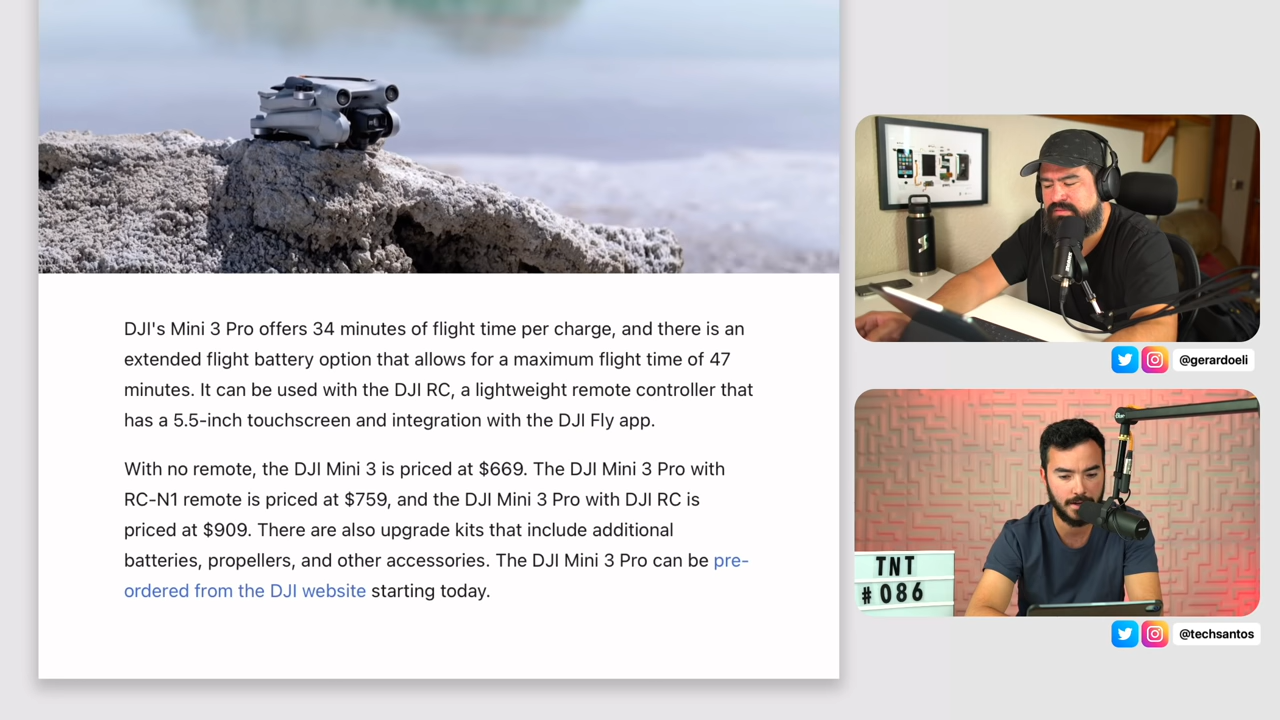 DJI's Mini 3 Pro offers 34 minutes of flight time per charge, and there is an
extended flight battery option that allows for a maximum flight time of 47
minutes. It can be used with the DJI RC, a lightweight remote controller that
has a 5.5-inch touchscreen and integration with the DJI Fly app.
With no remote, the DJI Mini 3 is priced at $669. The DJI Mini 3 Pro with
RC-N1 remote is priced at $759, and the DJI Mini 3 Pro with DJI RC is
priced at $909. There are also upgrade kits that include additional
batteries, propellers, and other accessories. The DJI Mini 3 Pro can be pre-
ordered from the DJI website starting today.
@gerardoeli
TNT
#086
@techsantos